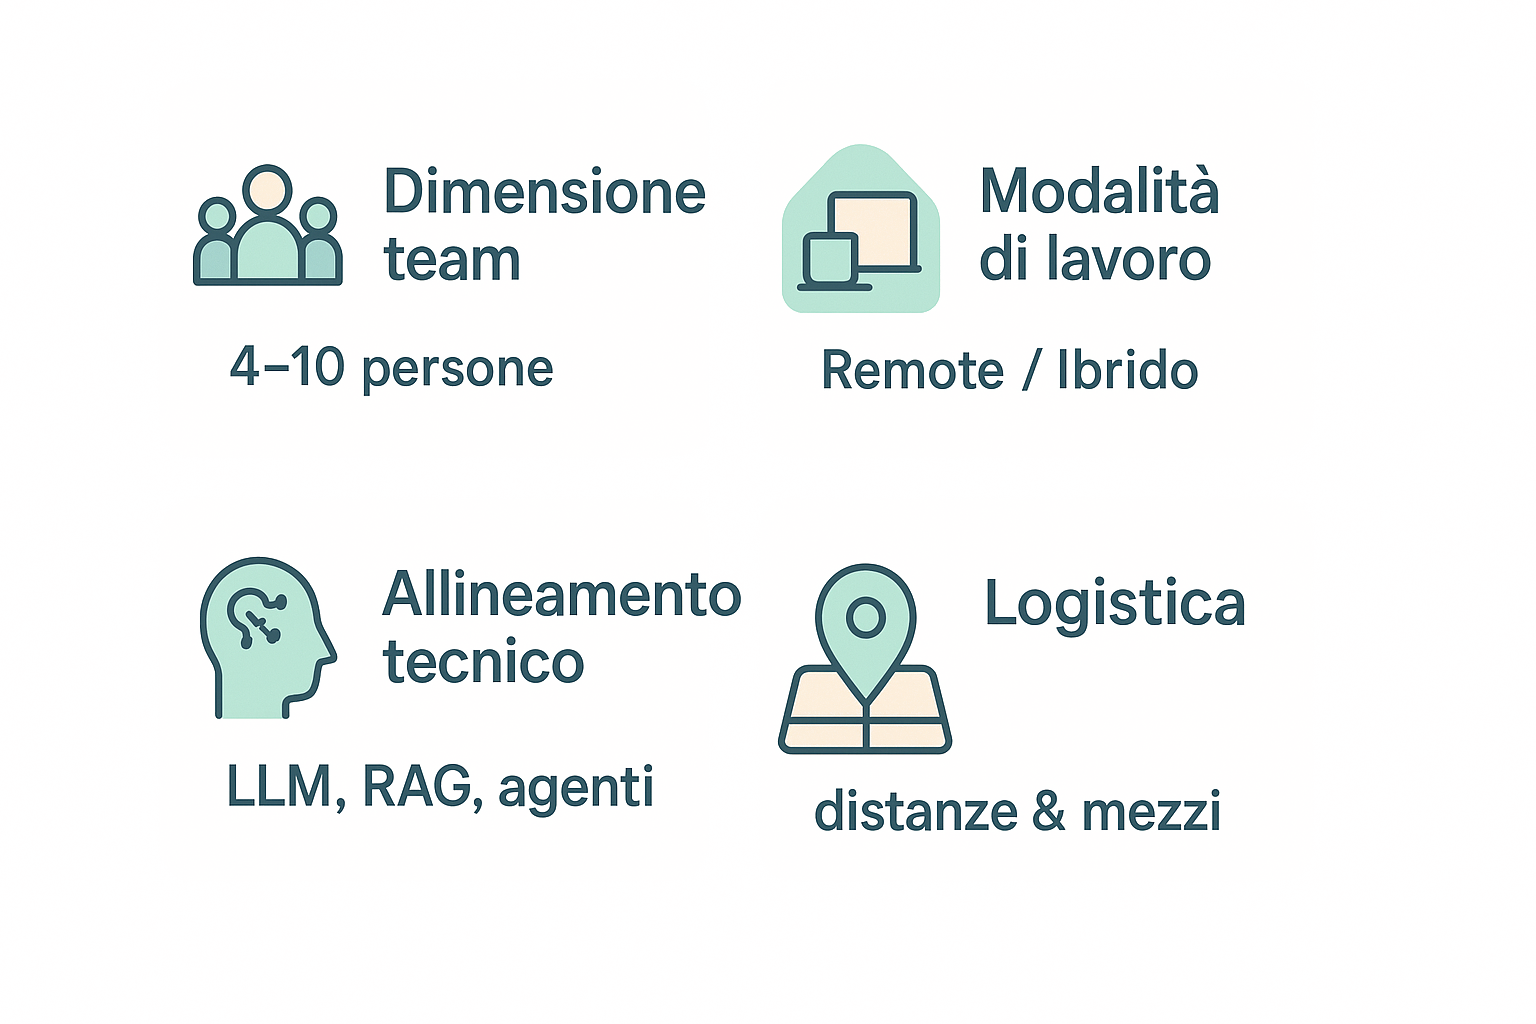 Dimensione
team
4–10 persone
Modalità
di lavoro
Remote / Ibrido
Allineamento
tecnico
LLM, RAG, agenti
Logistica
distanze & mezzi